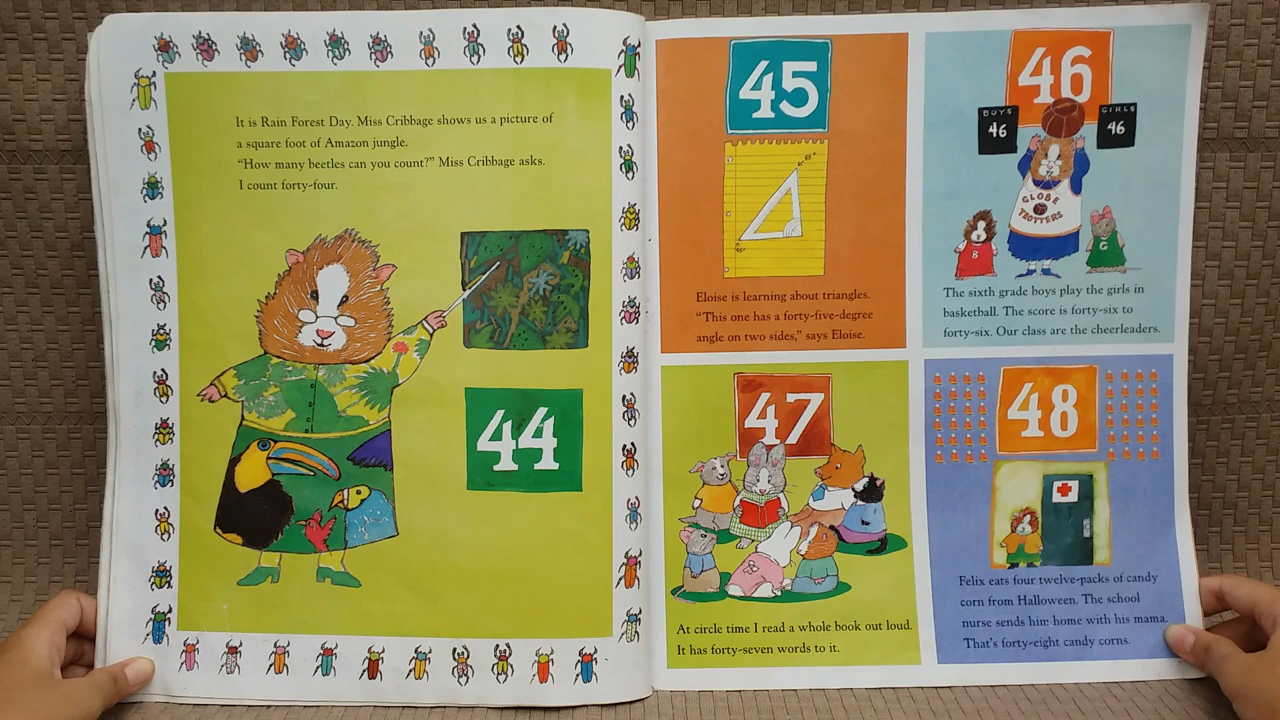 It is Rain Forest Day. Miss Cribbage shows us a picture of
a square foot of Amazon jungle.
“How many beetles can you count?” Miss Cribbage asks.
I count forty-four.
44
45
45°
45°
Eloise is learning about triangles.
“This one has a forty-five-degree
angle on two sides,” says Eloise.
46
BOYS
46
GIRLS
46
GLOBE
TROTTERS
B
G
The sixth grade boys play the girls in
basketball. The score is forty-six to
forty-six. Our class are the cheerleaders.
47
At circle time I read a whole book out loud.
It has forty-seven words to it.
48
Felix eats four twelve-packs of candy
corn from Halloween. The school
nurse sends him home with his mama.
That’s forty-eight candy corns.